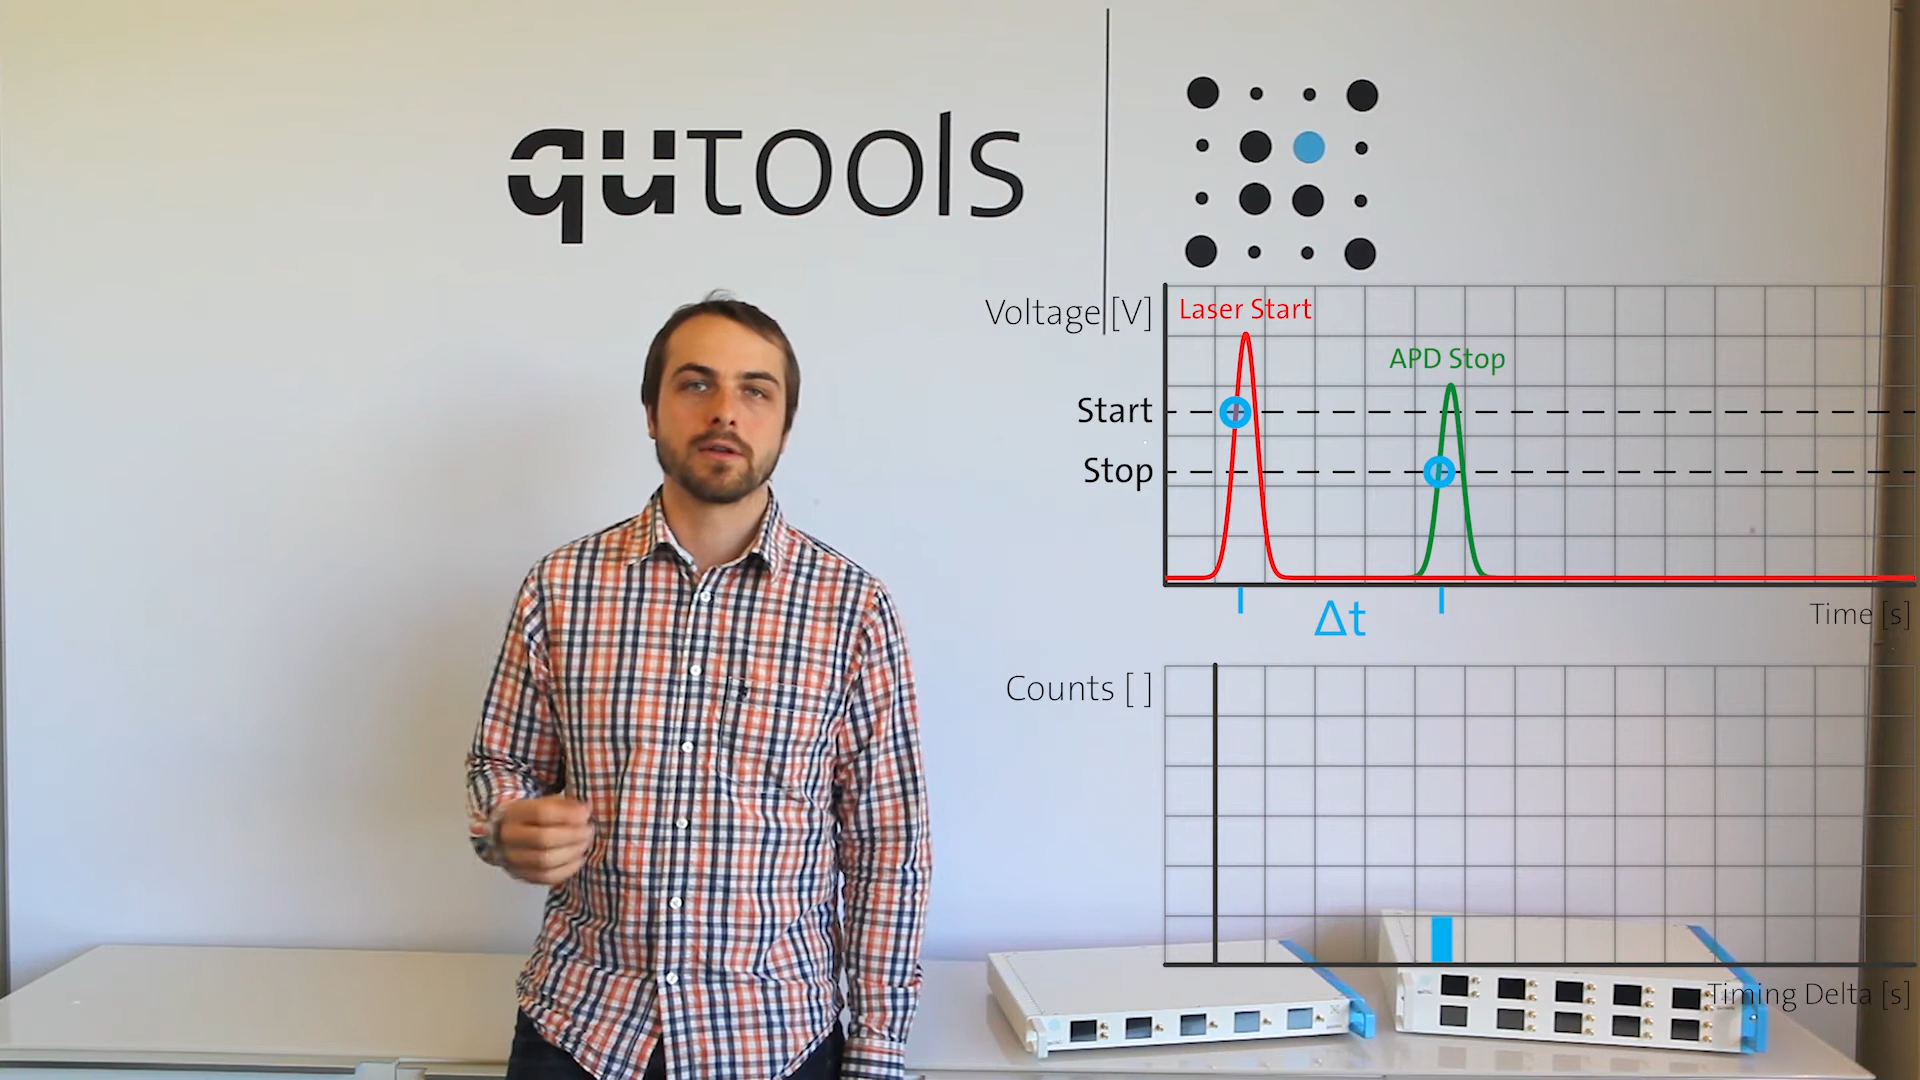 qutools
Voltage [V]
Laser Start
APD Stop
Start
Stop
Δt
Time [s]
Counts [ ]
Timing Delta [s]